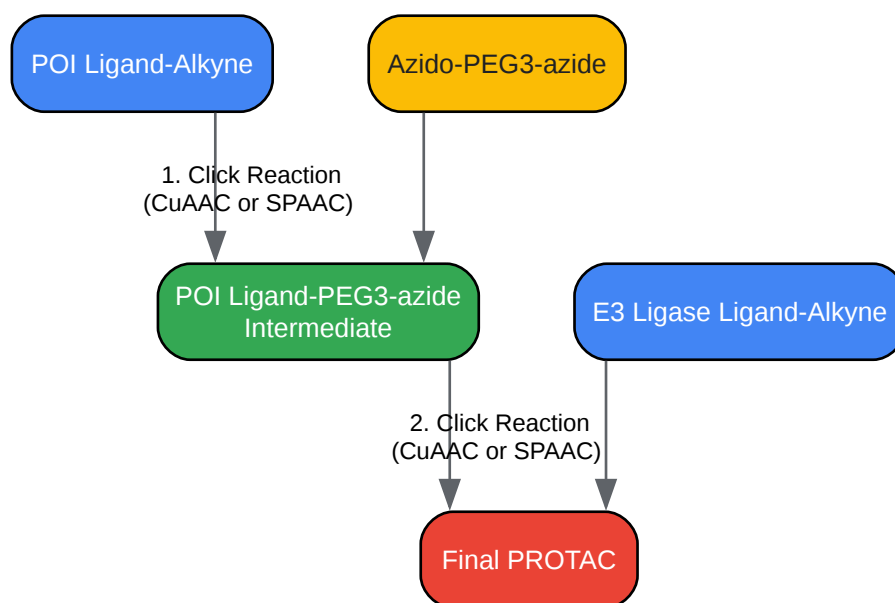 POI Ligand-Alkyne
Azido-PEG3-azide
1. Click Reaction
(CuAAC or SPAAC)
POI Ligand-PEG3-azide
Intermediate
E3 Ligase Ligand-Alkyne
2. Click Reaction
(CuAAC or SPAAC)
Final PROTAC